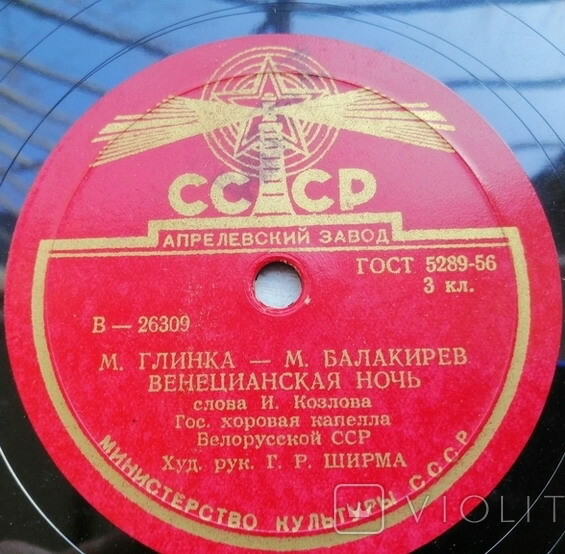 СССР
АПРЕЛЕВСКИЙ ЗАВОД
ГОСТ 5289-56
3 кл.
В — 26309
М. ГЛИНКА — М. БАЛАКИРЕВ
ВЕНЕЦИАНСКАЯ НОЧЬ
слова И. Козлова
Гос. хоровая капелла
Белорусской ССР
Худ. рук. Г. Р. ШИРМА
МИНИСТЕРСТВО КУЛЬТУРЫ СССР
VIOLIT